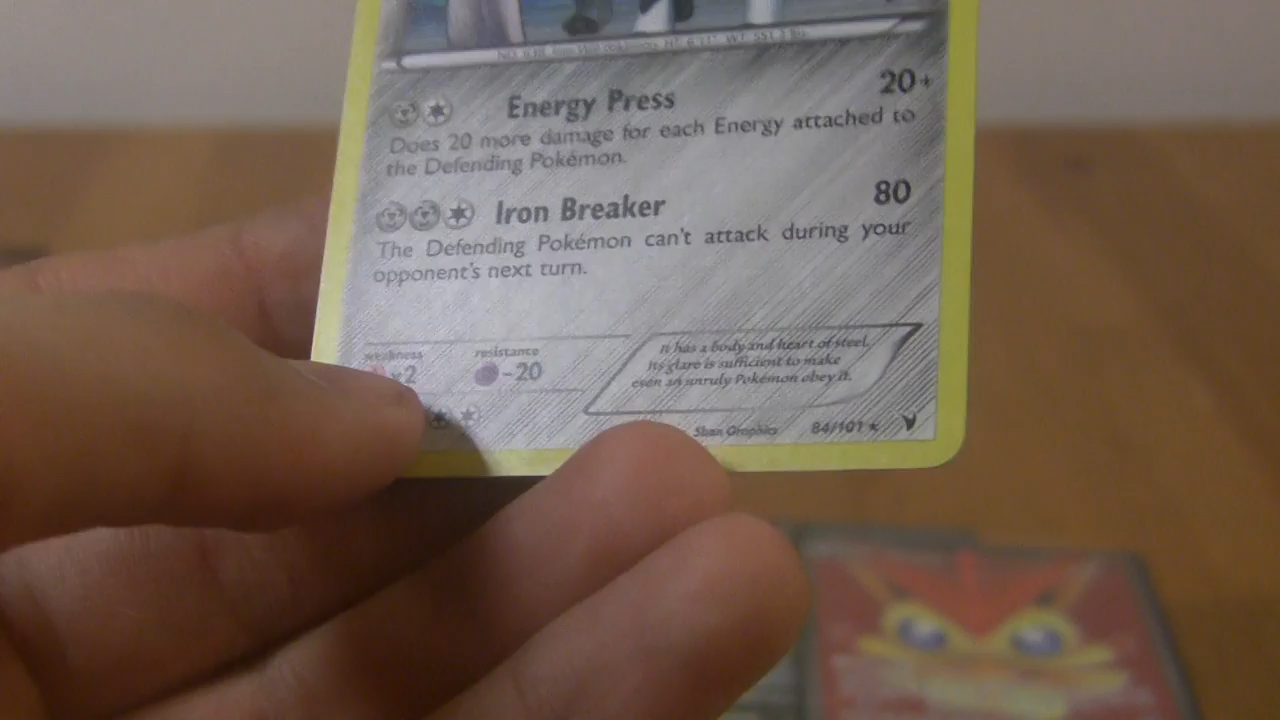 Energy Press 20+
Does 20 more damage for each Energy attached to
the Defending Pokémon.
Iron Breaker 80
The Defending Pokémon can't attack during your
opponent's next turn.
weakness resistance
×2 -20
It has a body and heart of steel.
Its glare is sufficient to make
even an unruly Pokémon obey it.
Shan Graphics 84/101 ★